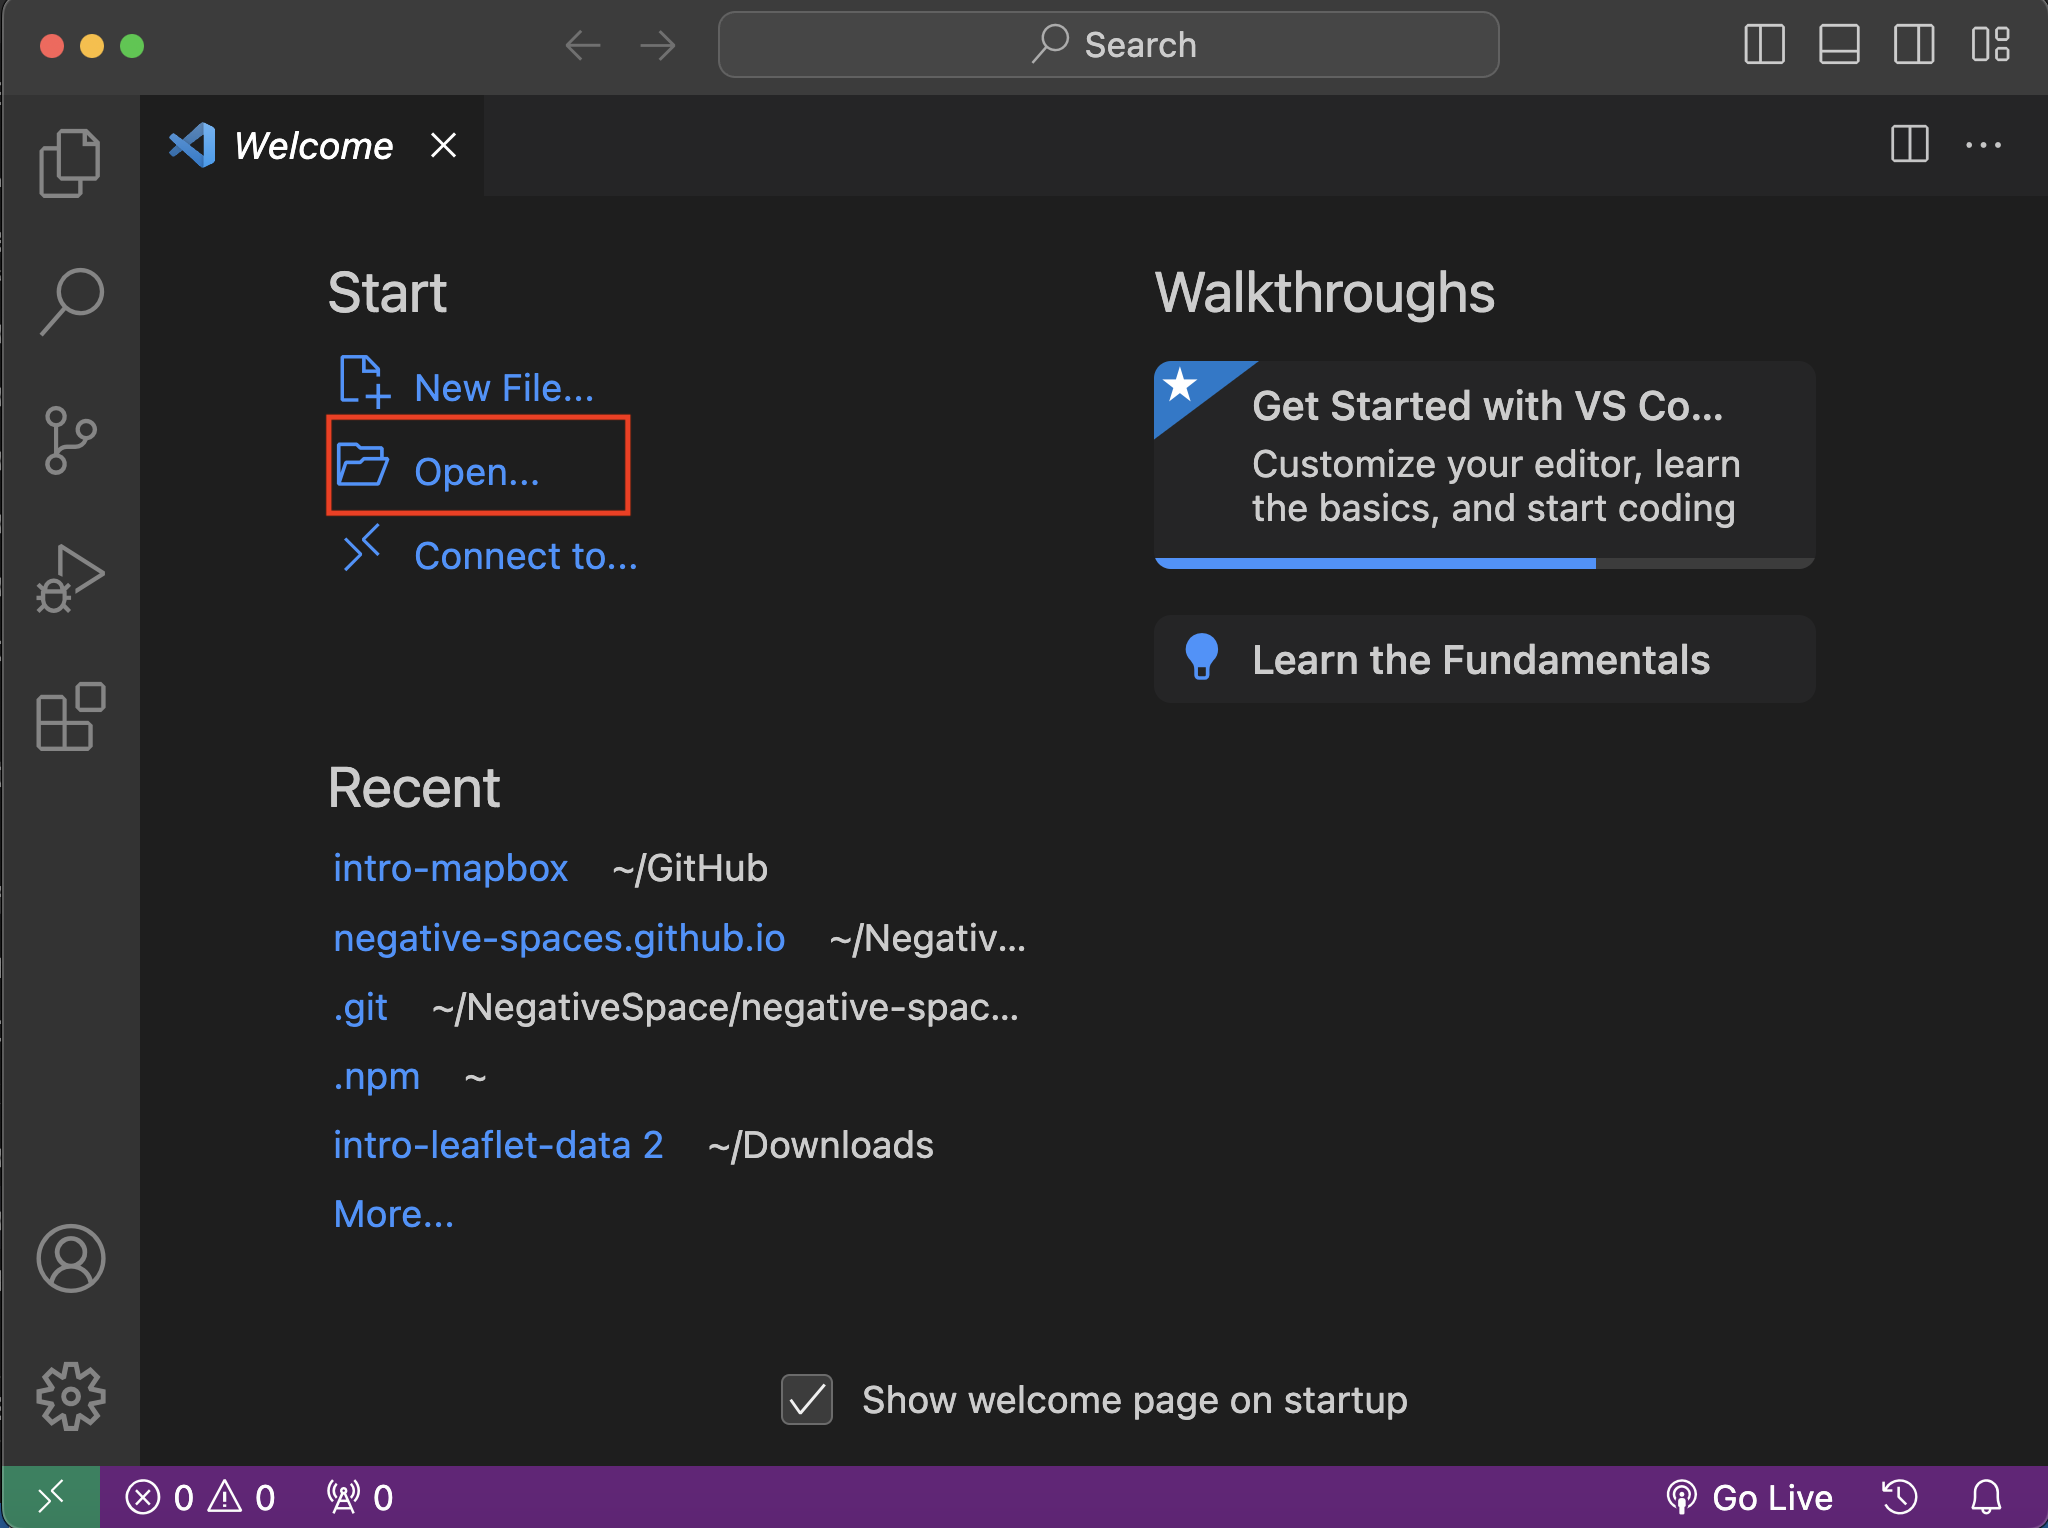 Search
Welcome
Start
New File...
Open...
Connect to...
Walkthroughs
Get Started with VS Co...
Customize your editor, learn
the basics, and start coding
Learn the Fundamentals
Recent
intro-mapbox ~/GitHub
negative-spaces.github.io ~/Negativ...
.git ~/NegativeSpace/negative-spac...
.npm ~
intro-leaflet-data 2 ~/Downloads
More...
Show welcome page on startup
0 0 0 Go Live